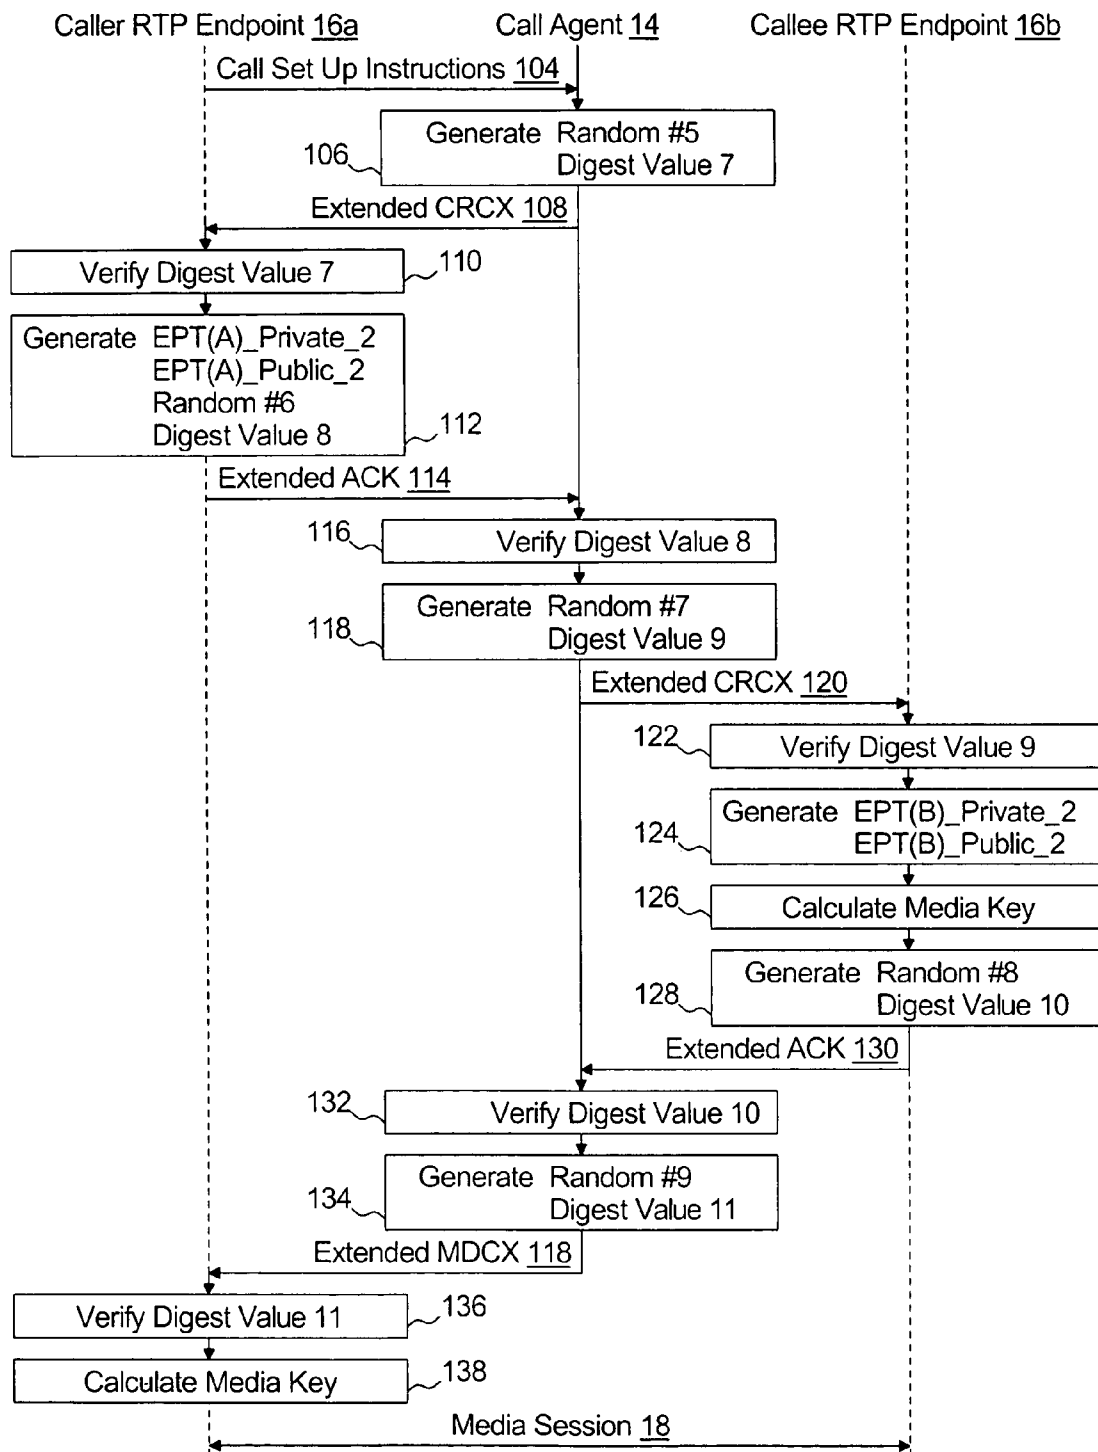 Caller RTP Endpoint 16a
Call Agent 14
Callee RTP Endpoint 16b
Call Set Up Instructions 104
Generate Random #5
Digest Value 7
106
Extended CRCX 108
Verify Digest Value 7
110
Generate EPT(A)_Private_2
EPT(A)_Public_2
Random #6
Digest Value 8
112
Extended ACK 114
116
Verify Digest Value 8
Generate Random #7
Digest Value 9
118
Extended CRCX 120
122
Verify Digest Value 9
Generate EPT(B)_Private_2
EPT(B)_Public_2
124
126
Calculate Media Key
Generate Random #8
Digest Value 10
128
Extended ACK 130
132
Verify Digest Value 10
Generate Random #9
Digest Value 11
134
Extended MDCX 118
Verify Digest Value 11
136
Calculate Media Key
138
Media Session 18